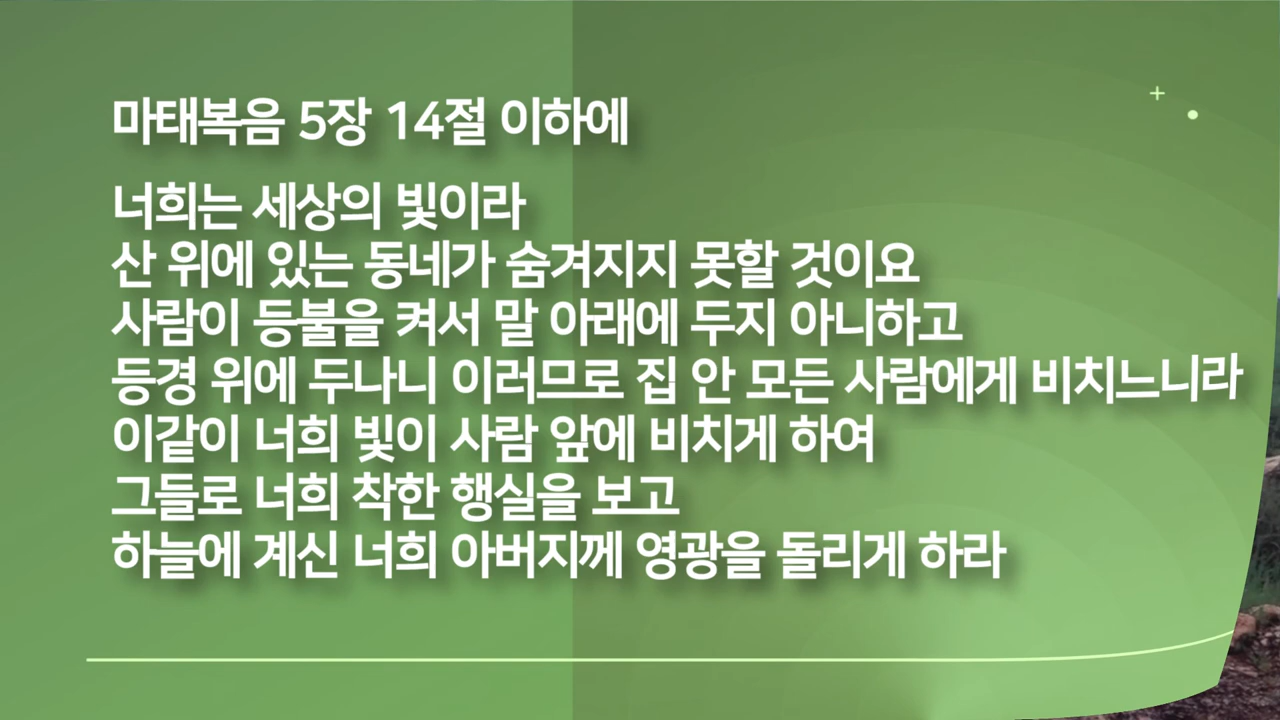 마태복음 5장 14절 이하에
너희는 세상의 빛이라
산 위에 있는 동네가 숨겨지지 못할 것이요
사람이 등불을 켜서 말 아래에 두지 아니하고
등경 위에 두나니 이러므로 집 안 모든 사람에게 비치느니라
이같이 너희 빛이 사람 앞에 비치게 하여
그들로 너희 착한 행실을 보고
하늘에 계신 너희 아버지께 영광을 돌리게 하라